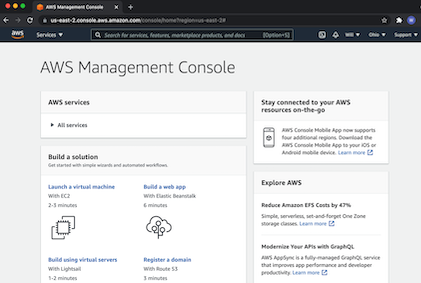 AWS Management Console
us-east-2.console.aws.amazon.com/console/home?region=us-east-2#
aws
Services
Search for services, features, marketplace products, and docs
[Option+S]
Will
Ohio
Support
AWS Management Console
AWS services
All services
Build a solution
Get started with simple wizards and automated workflows.
Launch a virtual machine
With EC2
2-3 minutes
Build a web app
With Elastic Beanstalk
6 minutes
Build using virtual servers
With Lightsail
1-2 minutes
Register a domain
With Route 53
3 minutes
Stay connected to your AWS
resources on-the-go
AWS Console Mobile App now supports
four additional regions. Download the
AWS Console Mobile App to your iOS or
Android mobile device. Learn more
Explore AWS
Reduce Amazon EFS Costs by 47%
Simple, serverless, set-and-forget One Zone
storage classes. Learn more
Modernize Your APIs with GraphQL
AWS AppSync is a fully-managed GraphQL service
that improves app performance and developer
productivity. Learn more